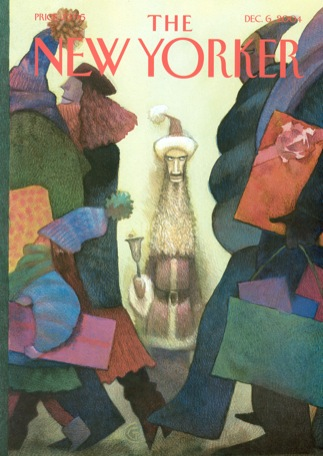 THE
DEC. 6, 2004
NEW YORKER